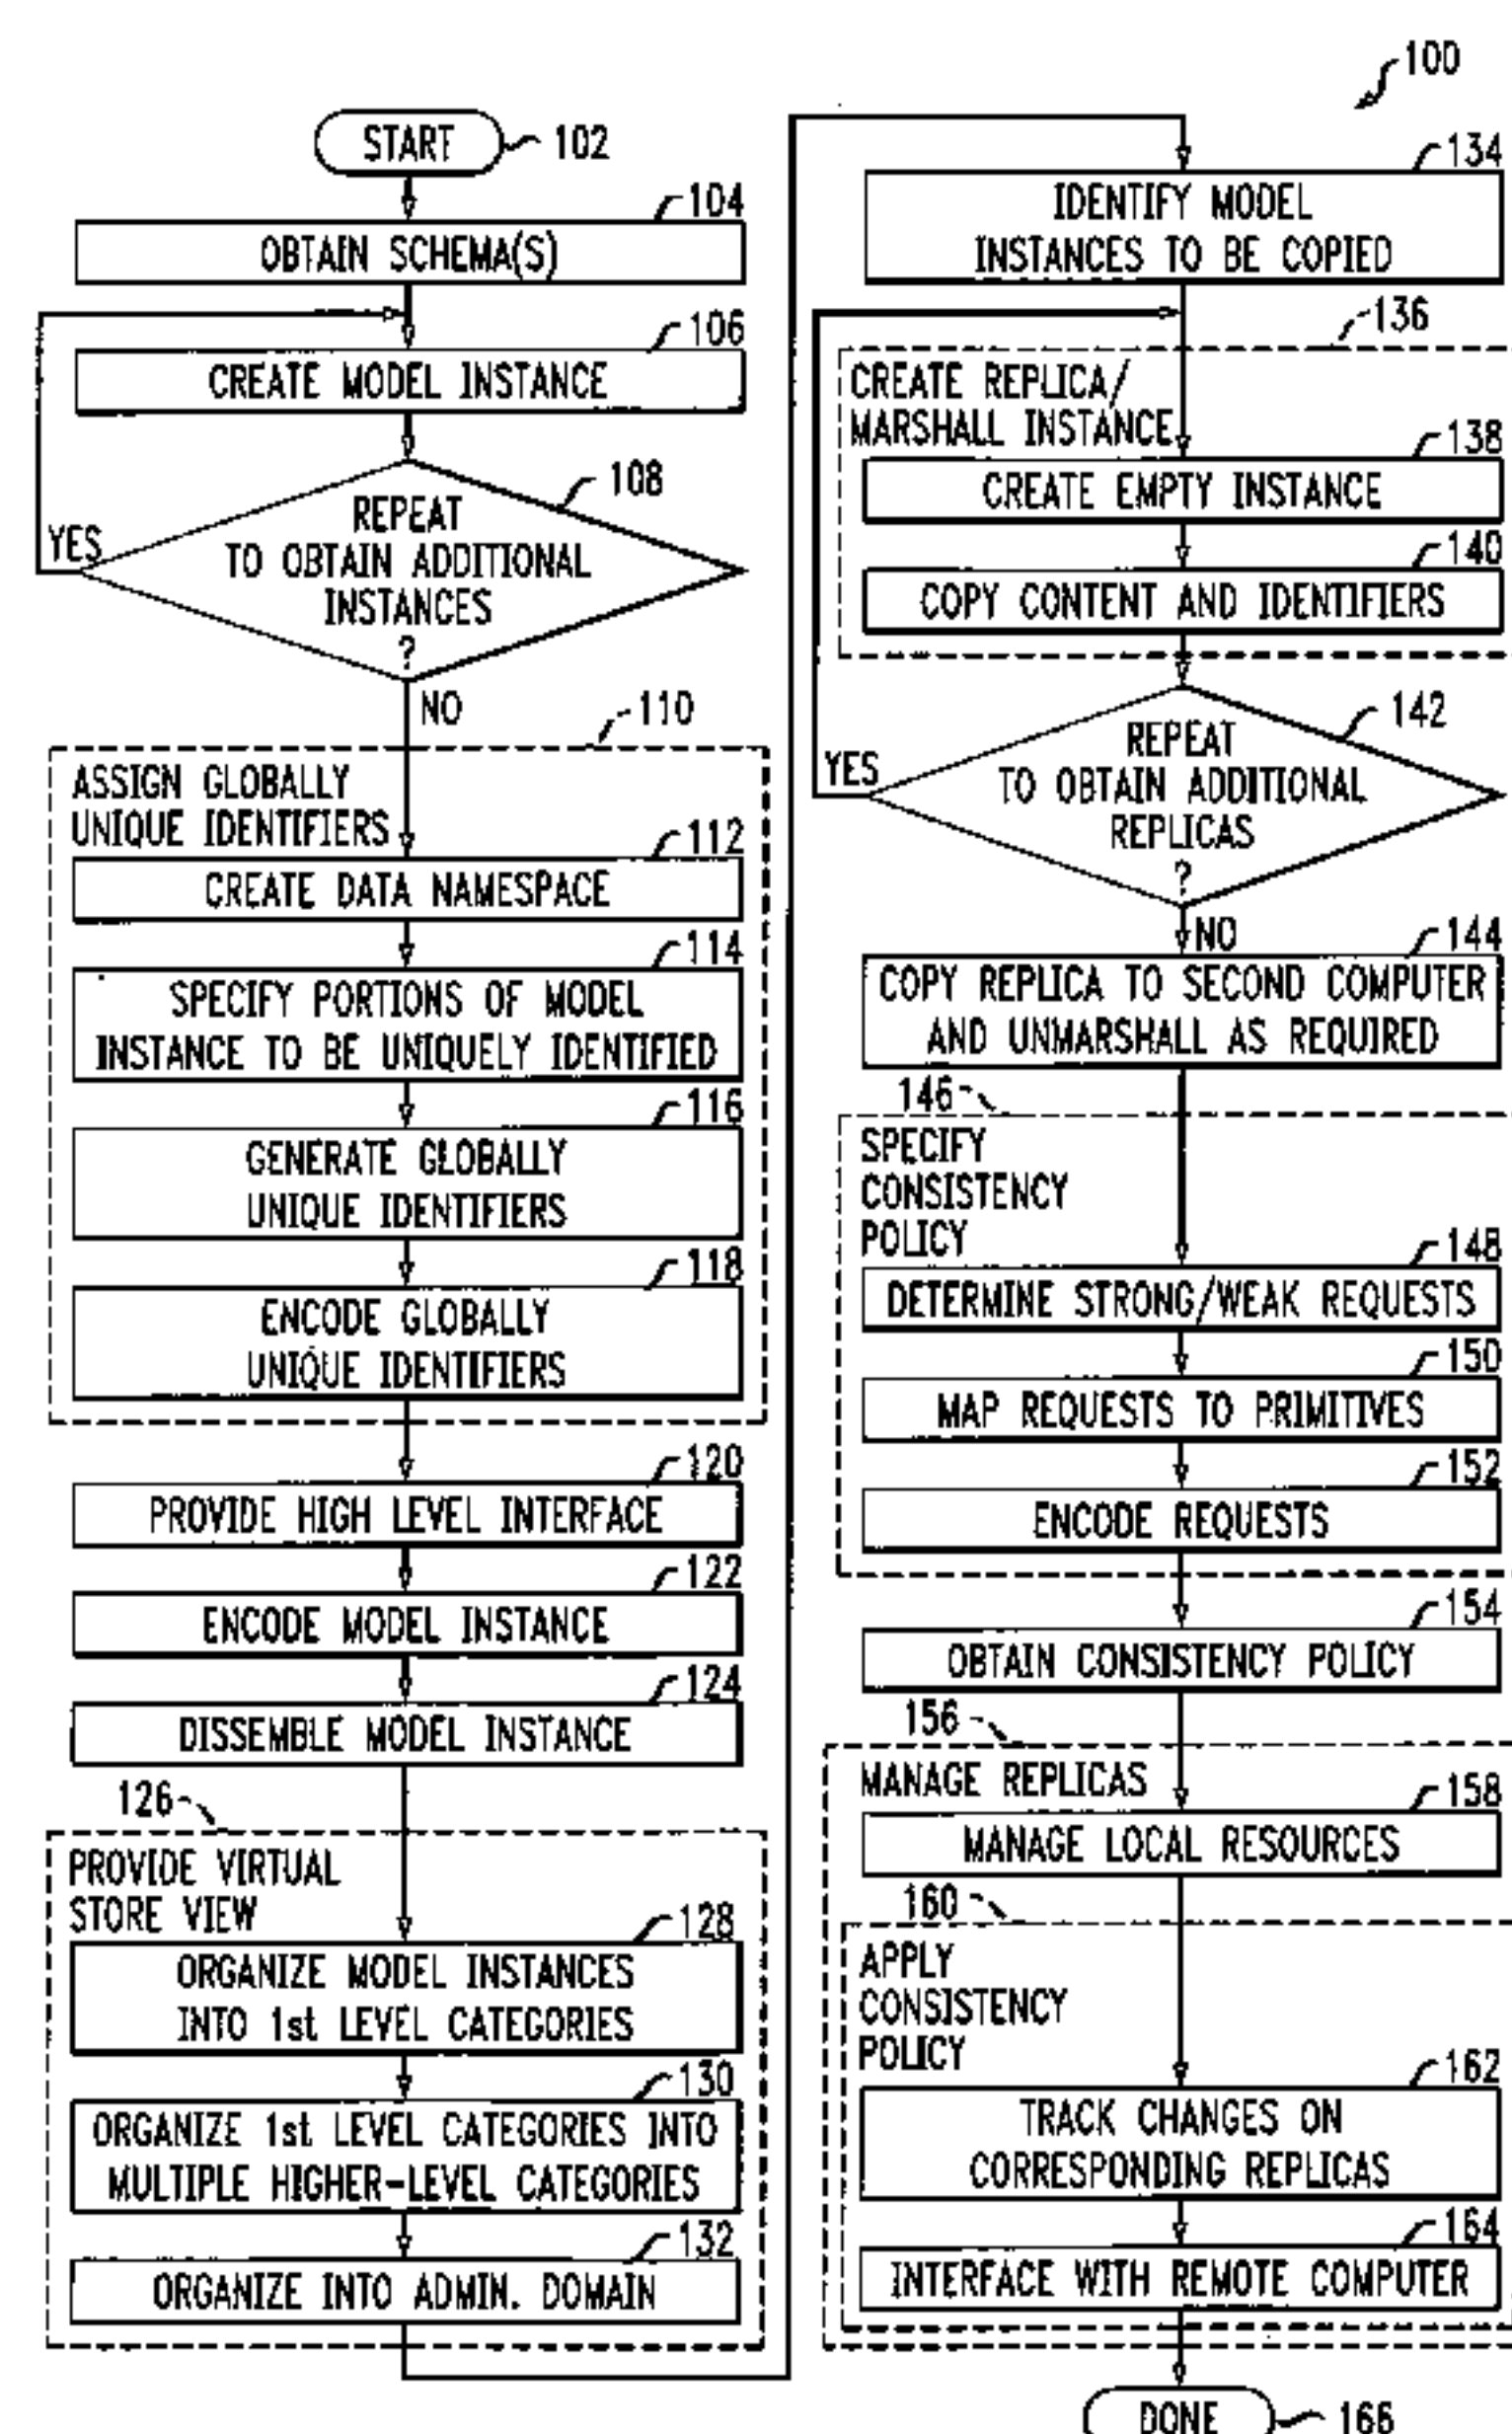 100
START
102
104
OBTAIN SCHEMA(S)
106
CREATE MODEL INSTANCE
108
REPEAT
TO OBTAIN ADDITIONAL
INSTANCES
?
YES
NO
110
ASSIGN GLOBALLY
UNIQUE IDENTIFIERS
112
CREATE DATA NAMESPACE
114
SPECIFY PORTIONS OF MODEL
INSTANCE TO BE UNIQUELY IDENTIFIED
116
GENERATE GLOBALLY
UNIQUE IDENTIFIERS
118
ENCODE GLOBALLY
UNIQUE IDENTIFIERS
120
PROVIDE HIGH LEVEL INTERFACE
122
ENCODE MODEL INSTANCE
124
DISSEMBLE MODEL INSTANCE
126
PROVIDE VIRTUAL
STORE VIEW
128
ORGANIZE MODEL INSTANCES
INTO 1st LEVEL CATEGORIES
130
ORGANIZE 1st LEVEL CATEGORIES INTO
MULTIPLE HIGHER-LEVEL CATEGORIES
132
ORGANIZE INTO ADMIN. DOMAIN
134
IDENTIFY MODEL
INSTANCES TO BE COPIED
136
CREATE REPLICA/
MARSHALL INSTANCE
138
CREATE EMPTY INSTANCE
140
COPY CONTENT AND IDENTIFIERS
142
REPEAT
TO OBTAIN ADDITIONAL
REPLICAS
?
YES
NO
144
COPY REPLICA TO SECOND COMPUTER
AND UNMARSHALL AS REQUIRED
146
SPECIFY
CONSISTENCY
POLICY
148
DETERMINE STRONG/WEAK REQUESTS
150
MAP REQUESTS TO PRIMITIVES
152
ENCODE REQUESTS
154
OBTAIN CONSISTENCY POLICY
156
MANAGE REPLICAS
158
MANAGE LOCAL RESOURCES
160
APPLY
CONSISTENCY
POLICY
162
TRACK CHANGES ON
CORRESPONDING REPLICAS
164
INTERFACE WITH REMOTE COMPUTER
DONE
166